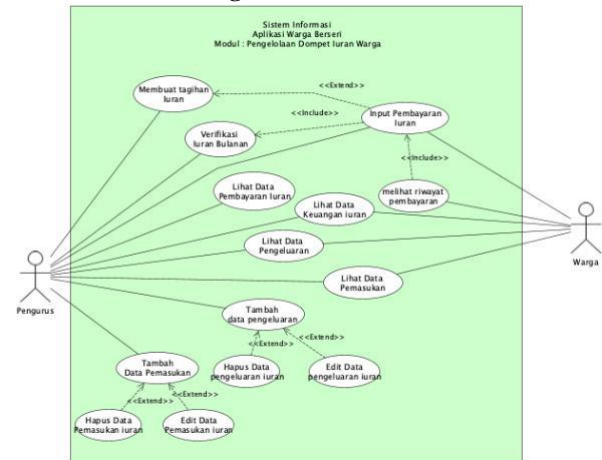 Sistem Informasi
Aplikasi Warga Berseri
Modul : Pengelolaan Dompet Iuran Warga
Membuat tagihan
Iuran
<<Extend>>
Input Pembayaran
Iuran
<<Include>>
Verifikasi
Iuran Bulanan
<<Include>>
Lihat Data
Pembayaran Iuran
melihat riwayat
pembayaran
Lihat Data
Keuangan iuran
Lihat Data
Pengeluaran
Lihat Data
Pemasukan
Pengurus
Warga
Tambah
data pengeluaran
<<Extend>>
<<Extend>>
Hapus Data
pengeluaran iuran
Edit Data
pengeluaran iuran
Tambah
Data Pemasukan
<<Extend>>
<<Extend>>
Hapus Data
Pemasukan iuran
Edit Data
Pemasukan iuran